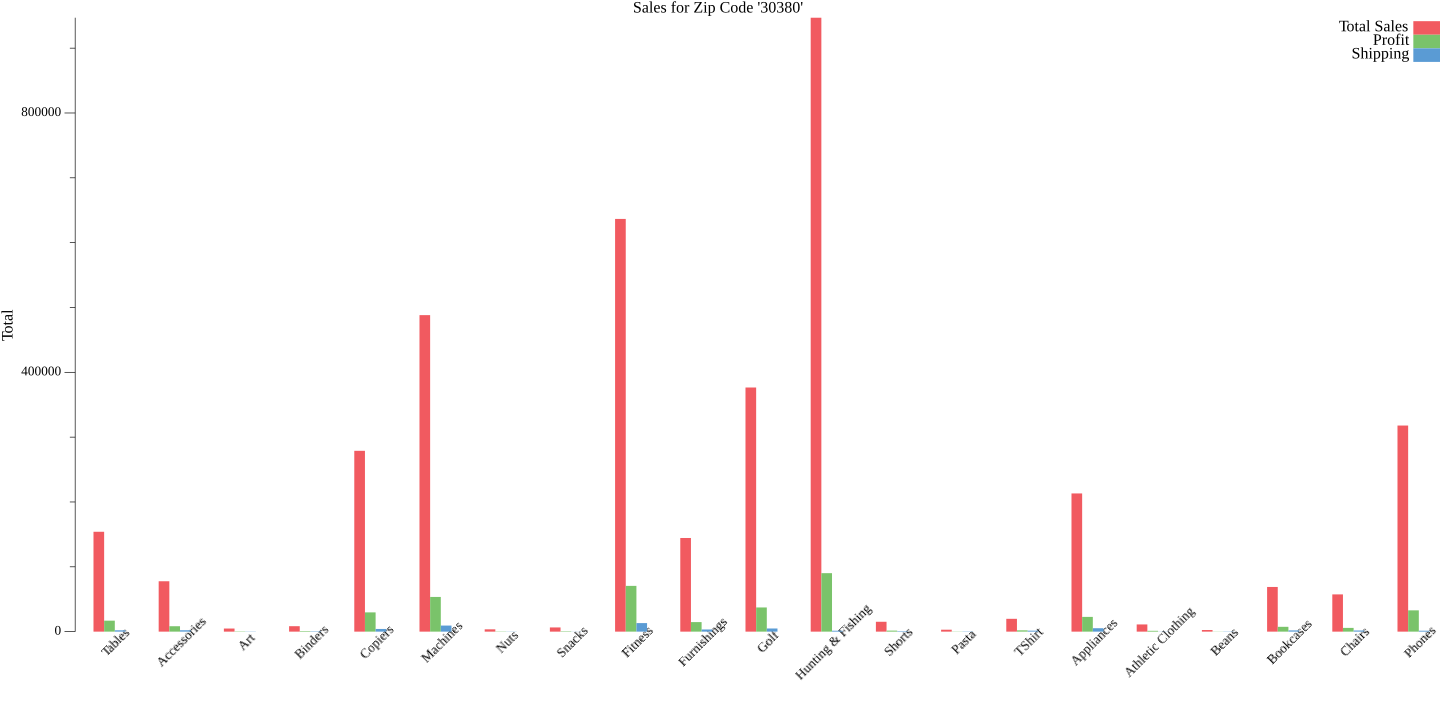 Sales for Zip Code '30380'
Total Sales
Profit
Shipping
Total
800000
400000
0
Tables
Accessories
Art
Binders
Copiers
Machines
Nuts
Snacks
Fitness
Furnishings
Golf
Hunting & Fishing
Shorts
Pasta
TShirt
Appliances
Athletic Clothing
Beans
Bookcases
Chairs
Phones